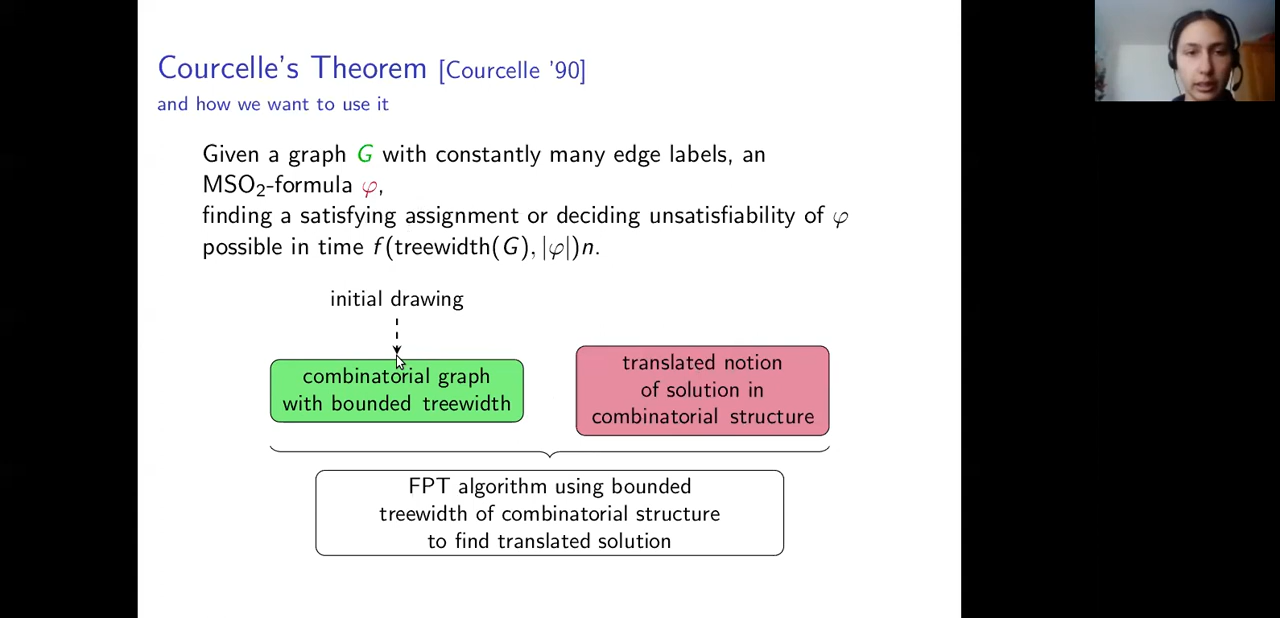 Courcelle's Theorem [Courcelle '90]
and how we want to use it
Given a graph G with constantly many edge labels, an
MSO₂-formula φ,
finding a satisfying assignment or deciding unsatisfiability of φ
possible in time f(treewidth(G), |φ|)n.
initial drawing
combinatorial graph
with bounded treewidth
translated notion
of solution in
combinatorial structure
FPT algorithm using bounded
treewidth of combinatorial structure
to find translated solution